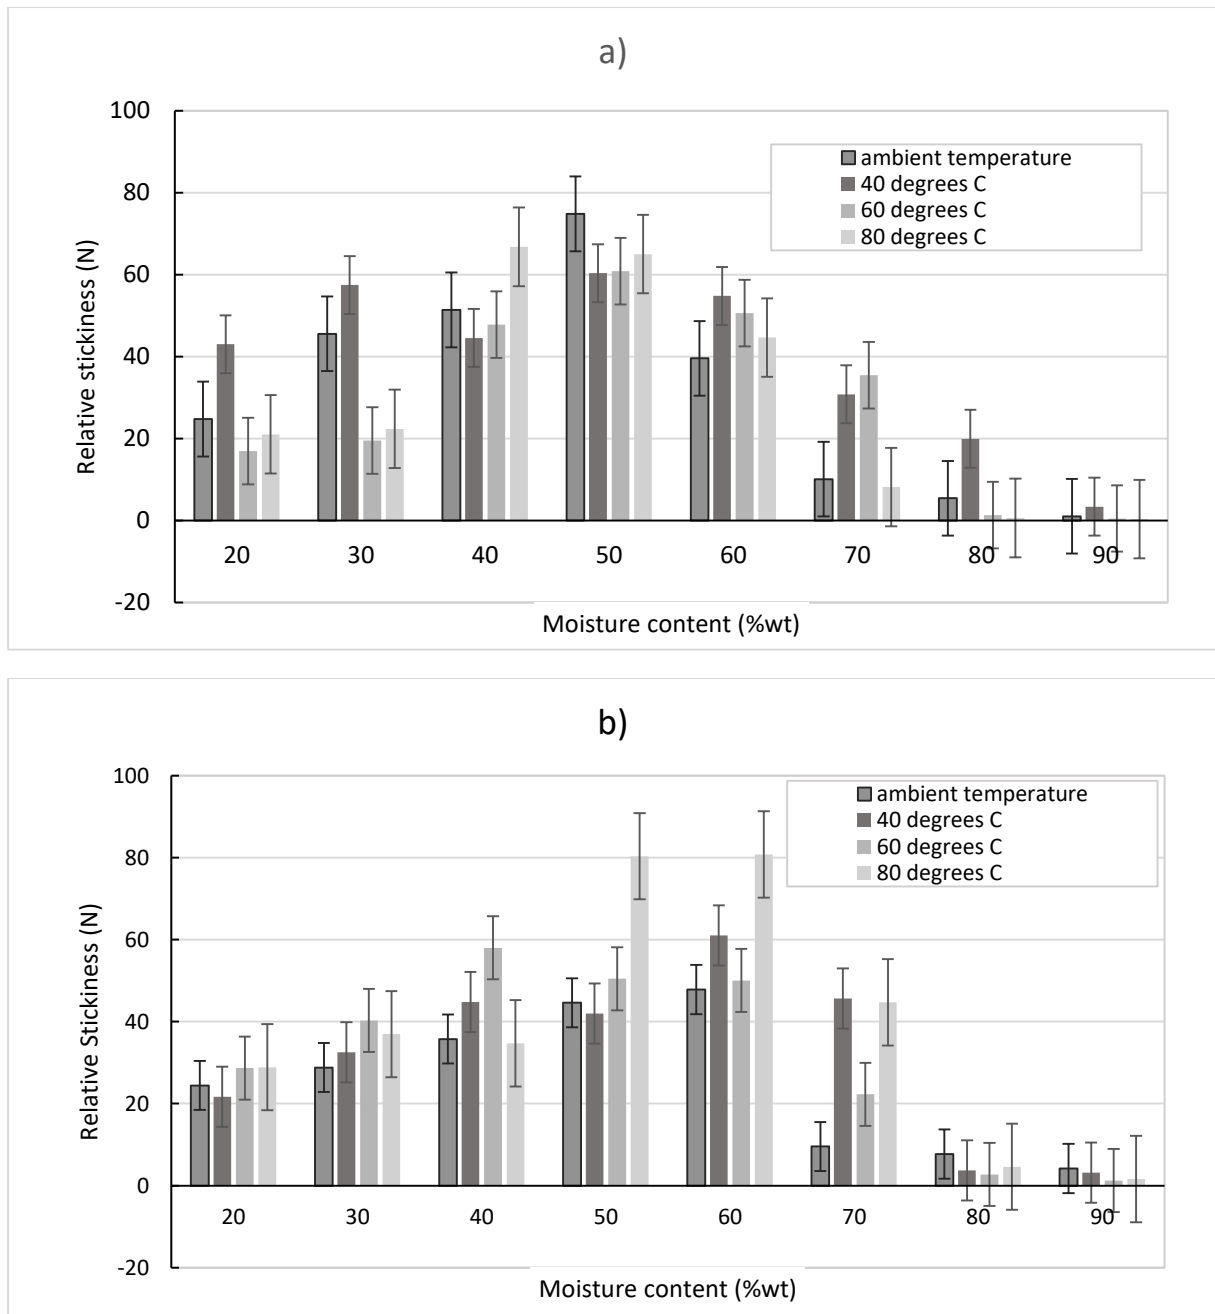 a)
100
80
60
40
20
0
-20
Relative stickiness (N)
ambient temperature
40 degrees C
60 degrees C
80 degrees C
20 30 40 50 60 70 80 90
Moisture content (%wt)
b)
100
80
60
40
20
0
-20
Relative Stickiness (N)
ambient temperature
40 degrees C
60 degrees C
80 degrees C
20 30 40 50 60 70 80 90
Moisture content (%wt)